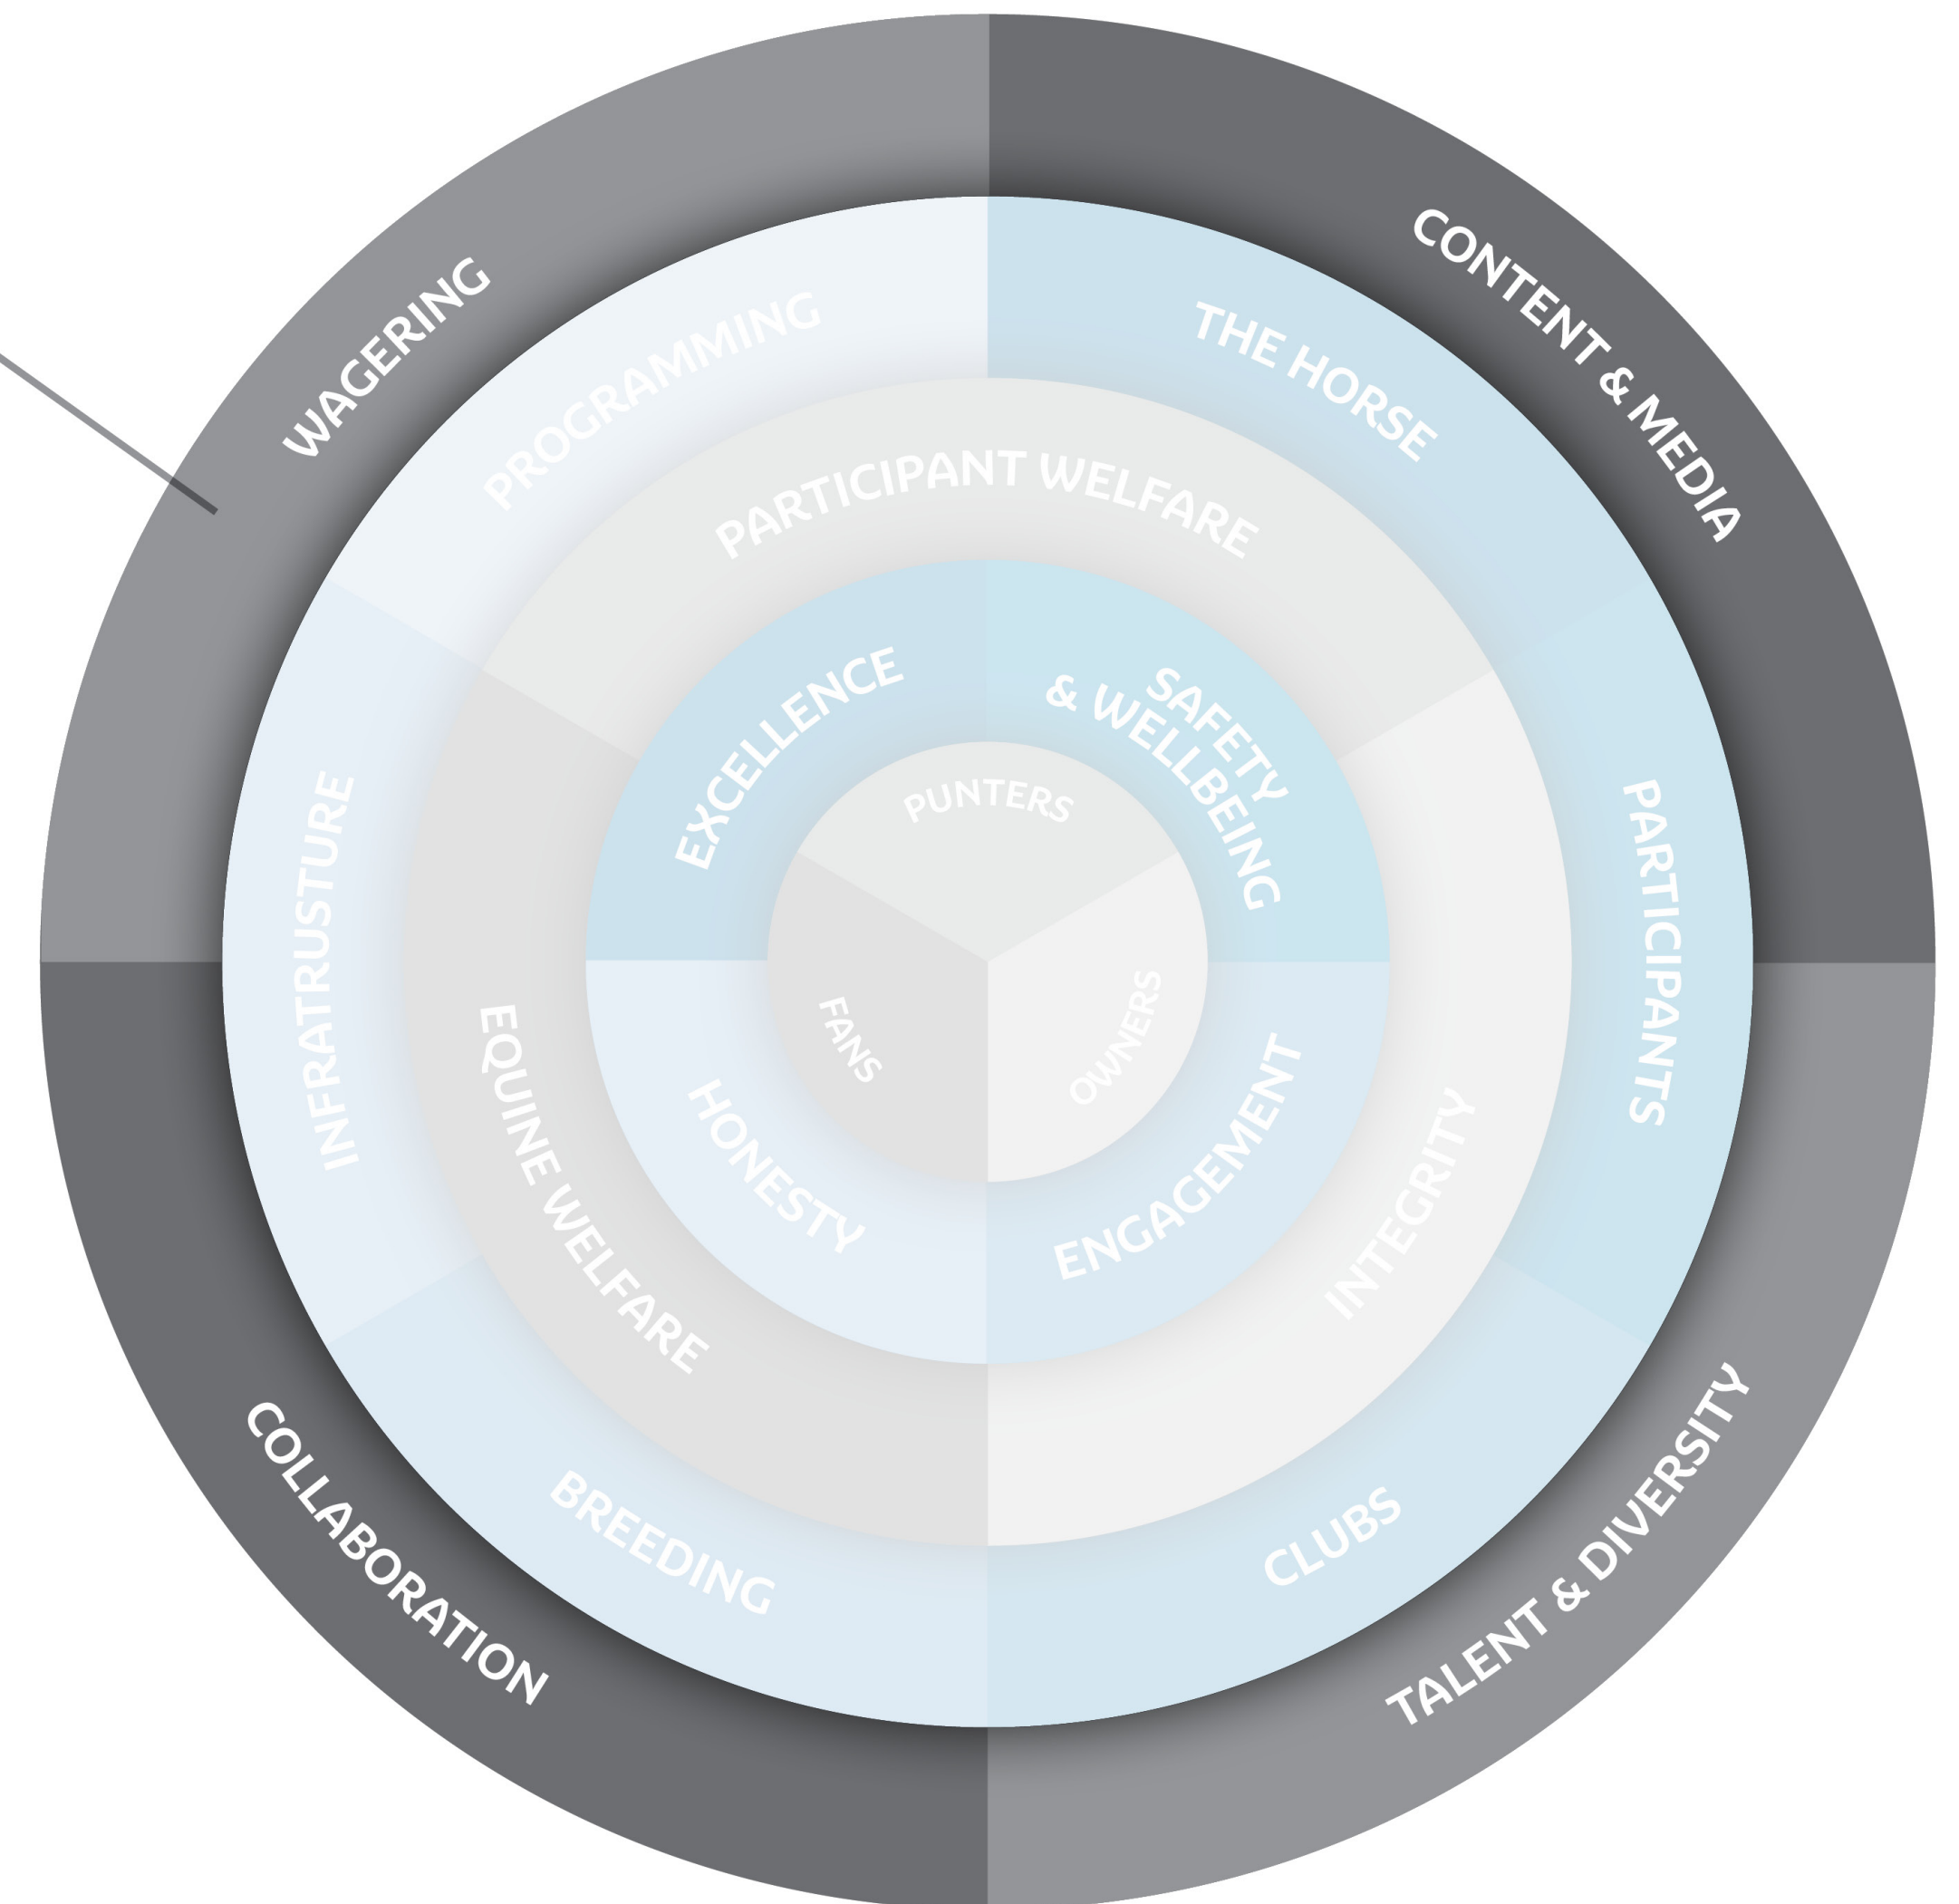 WAGERING
CONTENT & MEDIA
TALENT & DIVERSITY
COLLABORATION
PROGRAMMING
THE HORSE
PARTICIPANTS
CLUBS
BREEDING
INFRATRUSTURE
PARTICIPANT WELFARE
INTEGRITY
EQUINE WELFARE
EXCELLENCE
SAFETY
& WELLBEING
ENGAGEMENT
HONESTY
PUNTERS
OWNERS
FANS